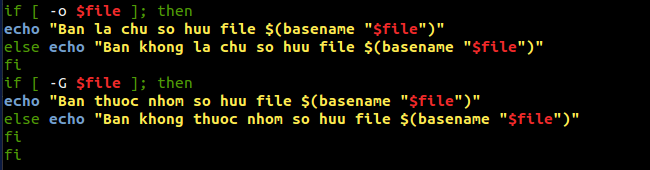 if [ -o $file ]; then
echo "Ban la chu so huu file $(basename "$file")"
else echo "Ban khong la chu so huu file $(basename "$file")"
fi
if [ -G $file ]; then
echo "Ban thuoc nhom so huu file $(basename "$file")"
else echo "Ban khong thuoc nhom so huu file $(basename "$file")"
fi
fi